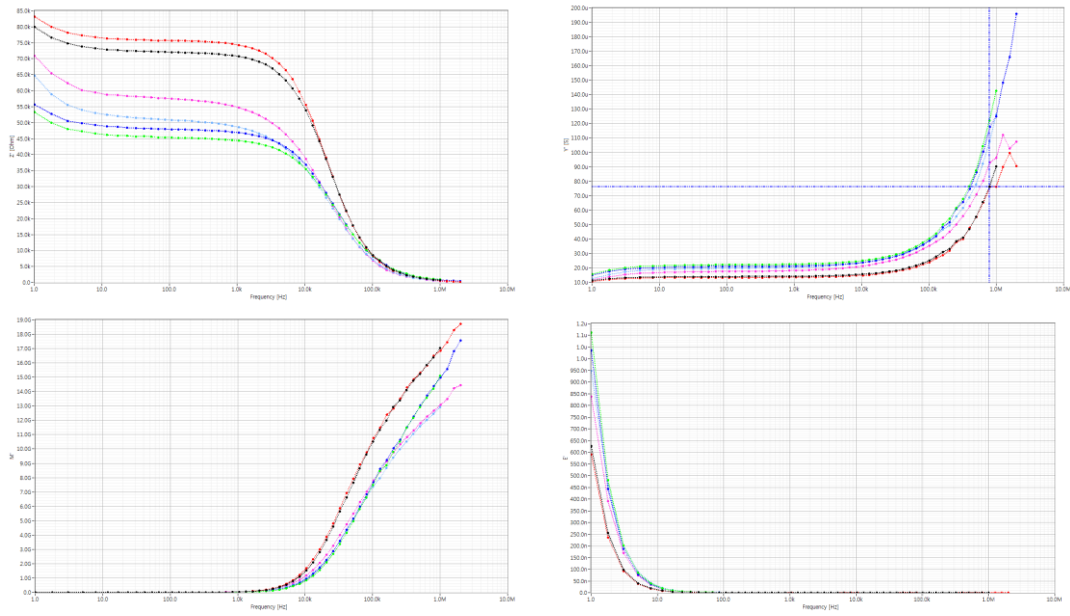 85.0k
80.0k
75.0k
70.0k
65.0k
60.0k
55.0k
50.0k
45.0k
40.0k
35.0k
30.0k
25.0k
20.0k
15.0k
10.0k
5.0k
0.0
Z' [Ohm]
1.0 10.0 100.0 1.0k 10.0k 100.0k 1.0M 10.0M
Frequency [Hz]
200.0u
190.0u
180.0u
170.0u
160.0u
150.0u
140.0u
130.0u
120.0u
110.0u
100.0u
90.0u
80.0u
70.0u
60.0u
50.0u
40.0u
30.0u
20.0u
10.0u
Y' [S]
1.0 10.0 100.0 1.0k 10.0k 100.0k 1.0M 10.0M
Frequency [Hz]
19.0G
18.0G
17.0G
16.0G
15.0G
14.0G
13.0G
12.0G
11.0G
10.0G
9.0G
8.0G
7.0G
6.0G
5.0G
4.0G
3.0G
2.0G
1.0G
0.0
M'
1.0 10.0 100.0 1.0k 10.0k 100.0k 1.0M 10.0M
Frequency [Hz]
1.2u
1.1u
1.1u
1.0u
950.0n
900.0n
850.0n
800.0n
750.0n
700.0n
650.0n
600.0n
550.0n
500.0n
450.0n
400.0n
350.0n
300.0n
250.0n
200.0n
150.0n
100.0n
50.0n
0.0
E'
1.0 10.0 100.0 1.0k 10.0k 100.0k 1.0M 10.0M
Frequency [Hz]